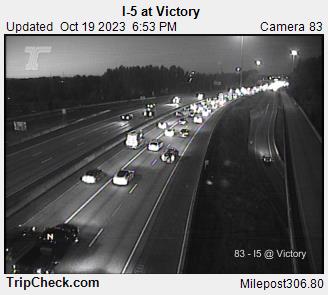 I-5 at Victory
Updated Oct 19 2023 6:53 PM Camera 83
N
83 - I5 @ Victory
TripCheck.com Milepost306.80